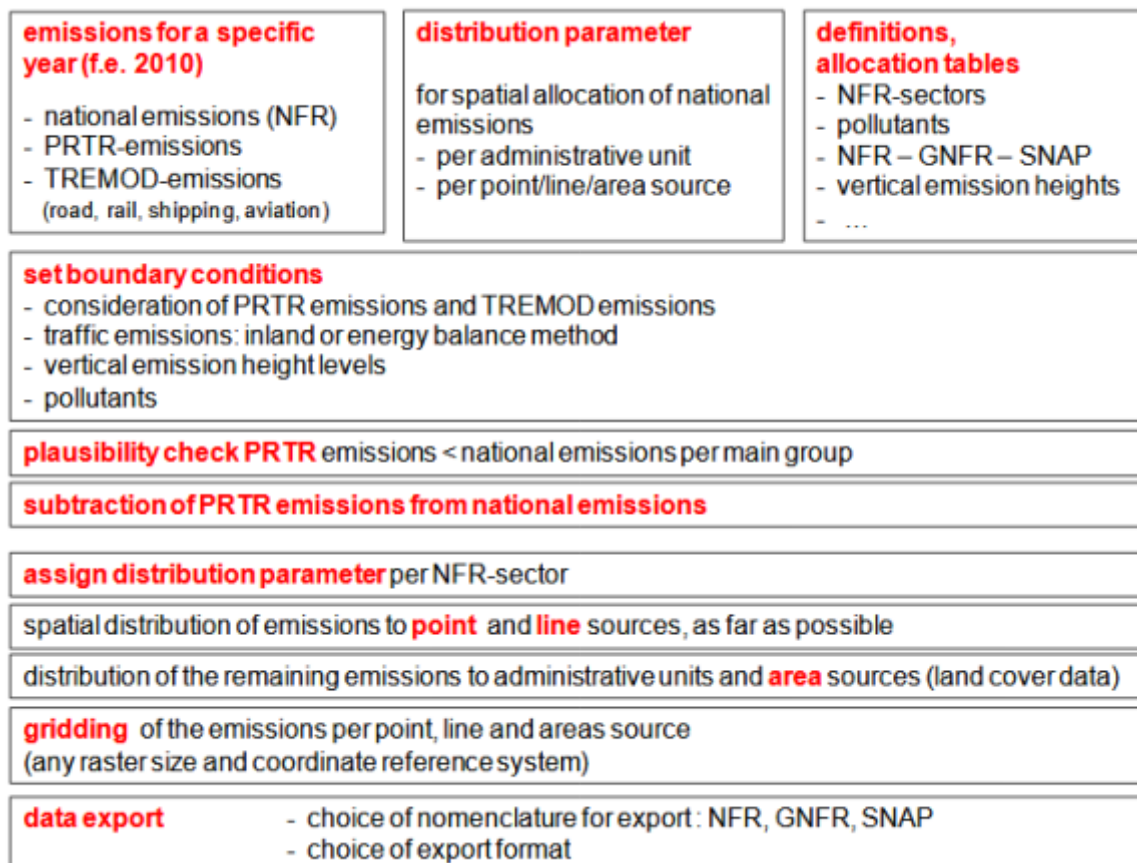 emissions for a specific
year (f.e. 2010)
- national emissions (NFR)
- PRTR-emissions
- TREMOD-emissions
(road, rail, shipping, aviation)
distribution parameter
for spatial allocation of national
emissions
- per administrative unit
- per point/line/area source
definitions,
allocation tables
- NFR-sectors
- pollutants
- NFR – GNFR – SNAP
- vertical emission heights
- ...
set boundary conditions
- consideration of PRTR emissions and TREMOD emissions
- traffic emissions: inland or energy balance method
- vertical emission height levels
- pollutants
plausibility check PRTR emissions < national emissions per main group
subtraction of PRTR emissions from national emissions
assign distribution parameter per NFR-sector
spatial distribution of emissions to point and line sources, as far as possible
distribution of the remaining emissions to administrative units and area sources (land cover data)
gridding of the emissions per point, line and areas source
(any raster size and coordinate reference system)
data export - choice of nomenclature for export: NFR, GNFR, SNAP
- choice of export format